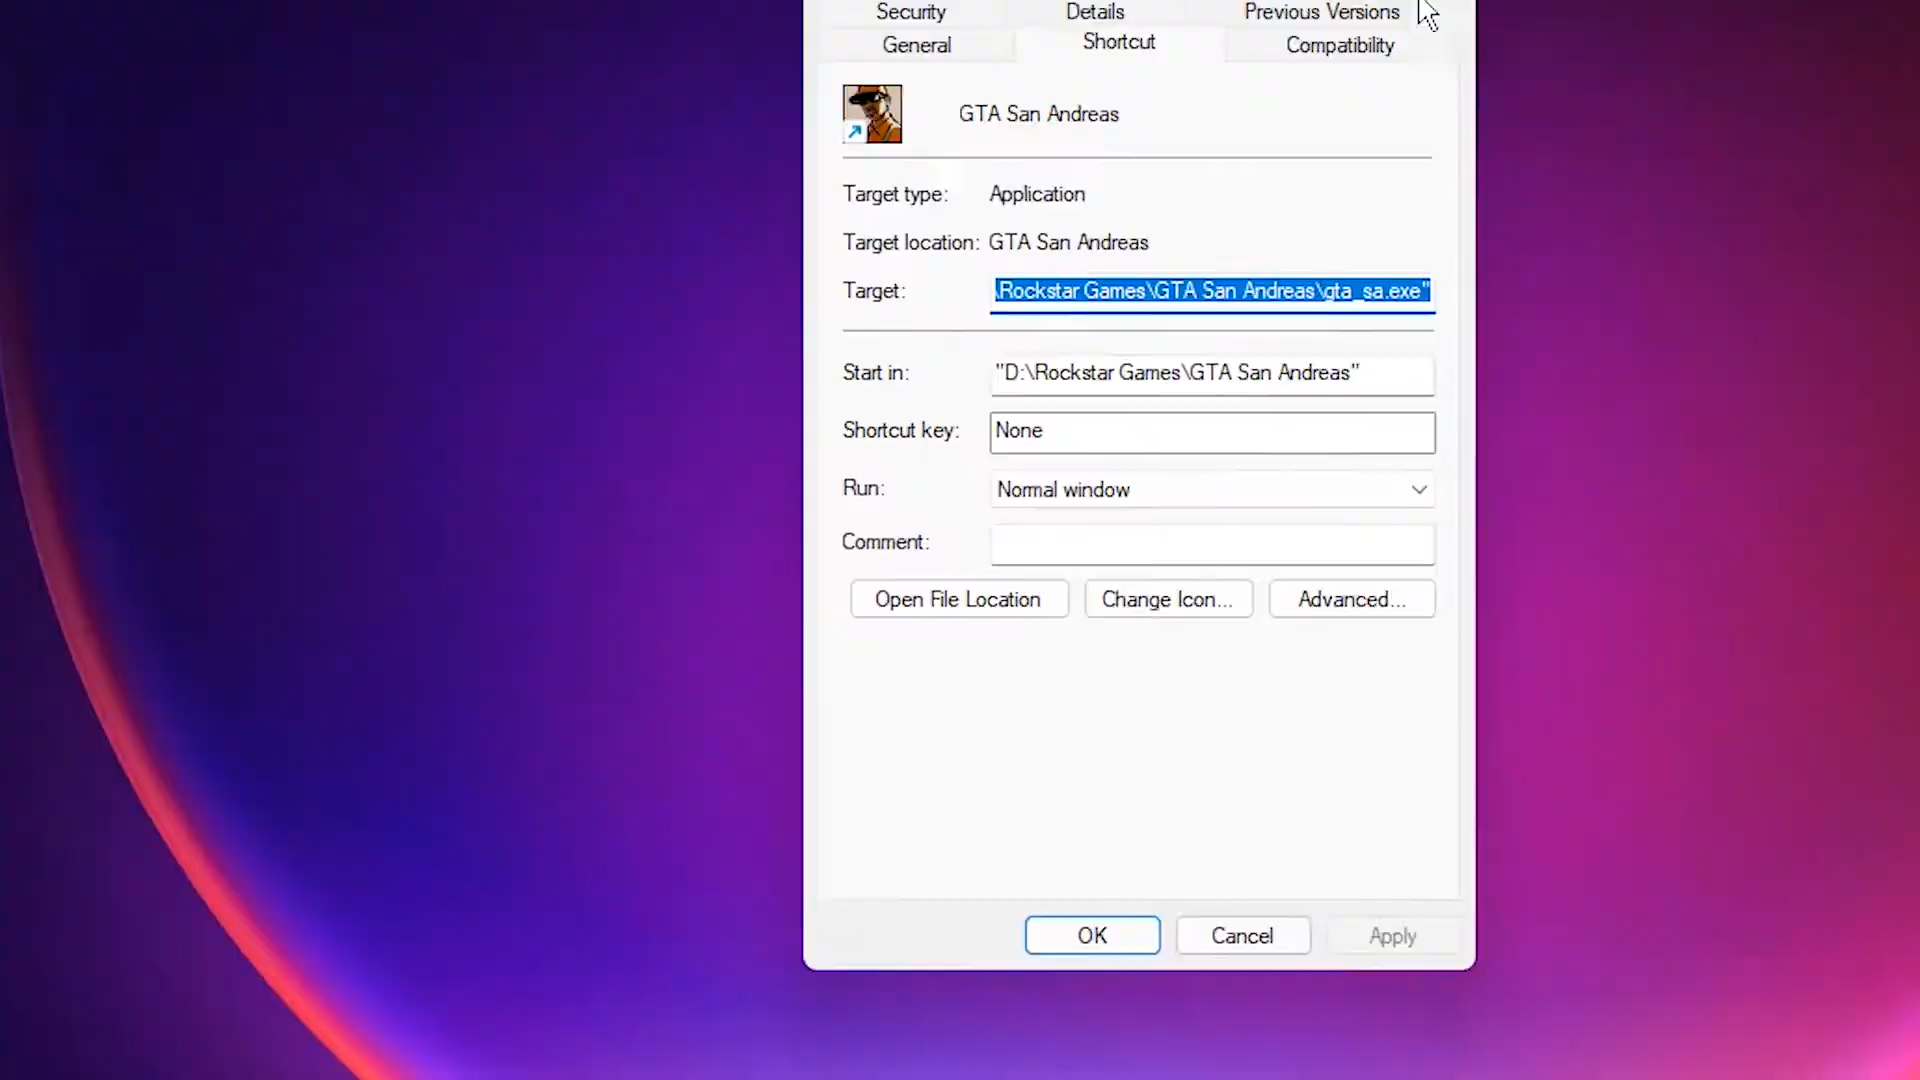 Security Details Previous Versions
General Shortcut Compatibility
GTA San Andreas
Target type: Application
Target location: GTA San Andreas
Target: \Rockstar Games\GTA San Andreas\gta_sa.exe"
Start in: "D:\Rockstar Games\GTA San Andreas"
Shortcut key: None
Run: Normal window
Comment:
Open File Location Change Icon... Advanced...
OK Cancel Apply